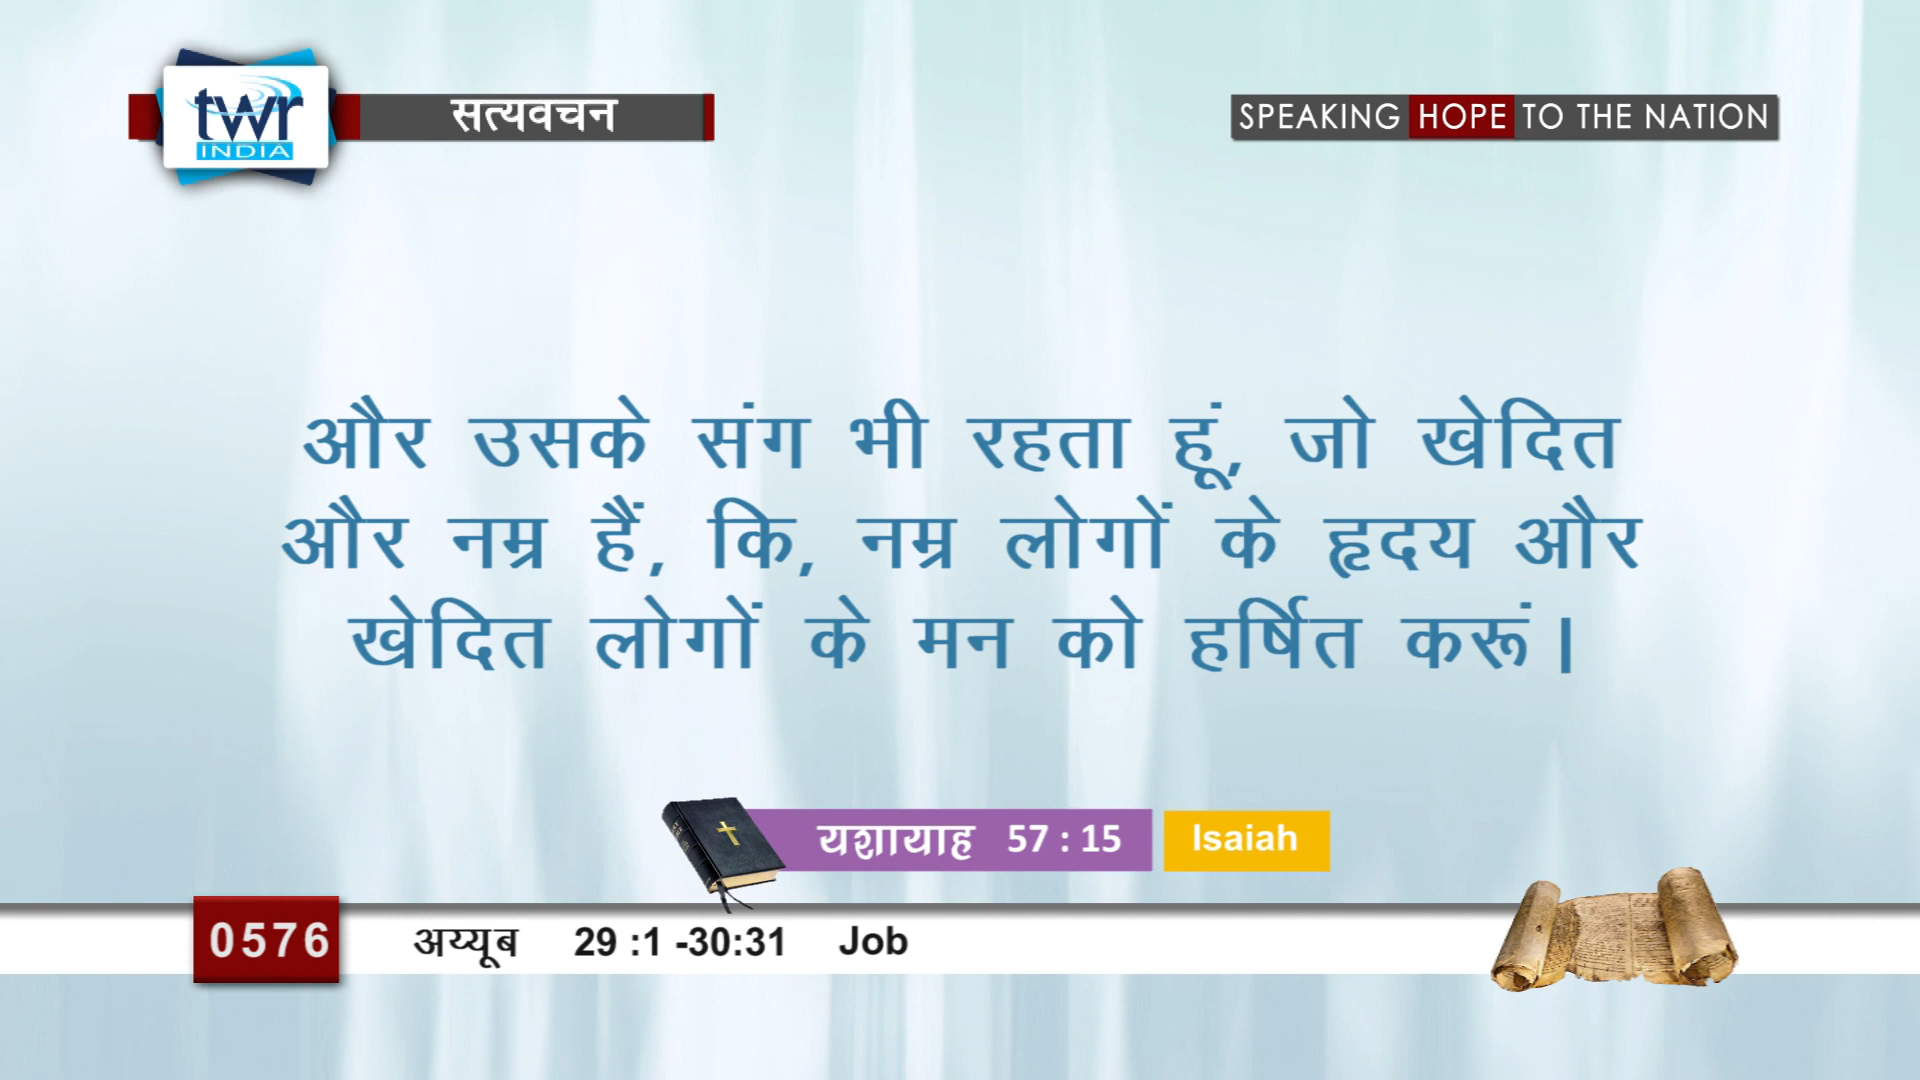 twr
INDIA
सत्यवचन
SPEAKING HOPE TO THE NATION
और उसके संग भी रहता हूं, जो खेदित
और नम्र हैं, कि, नम्र लोगों के हृदय और
खेदित लोगों के मन को हर्षित करूं।
यशायाह 57 : 15 Isaiah
0576 अय्यूब 29 :1 -30:31 Job